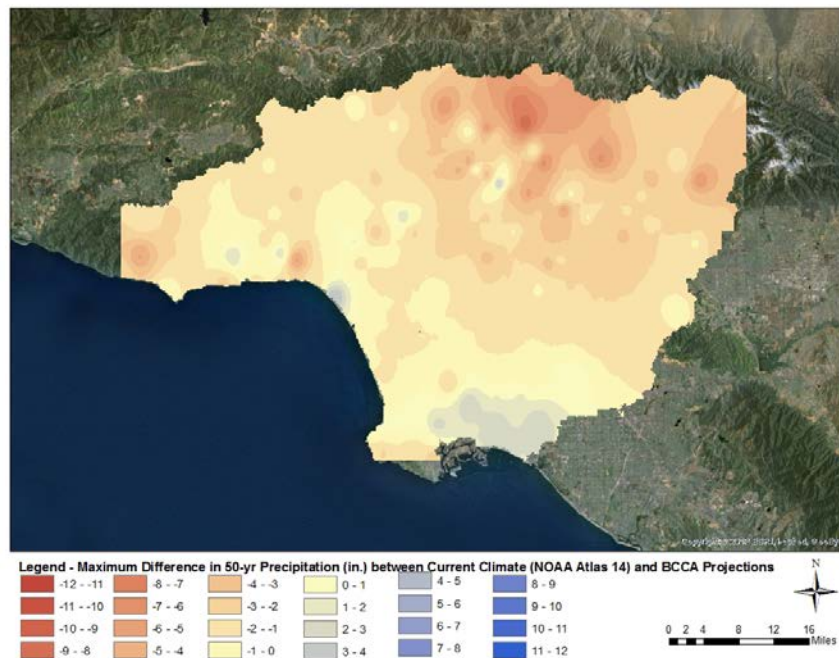 Legend - Maximum Difference in 50-yr Precipitation (in.) between Current Climate (NOAA Atlas 14) and BCCA Projections
N
-12 - -11
-11 - -10
-10 - -9
-9 - -8
-8 - -7
-7 - -6
-6 - -5
-5 - -4
-4 - -3
-3 - -2
-2 - -1
-1 - 0
0 - 1
1 - 2
2 - 3
3 - 4
4 - 5
5 - 6
6 - 7
7 - 8
8 - 9
9 - 10
10 - 11
11 - 12
0 2 4 8 12 16
Miles